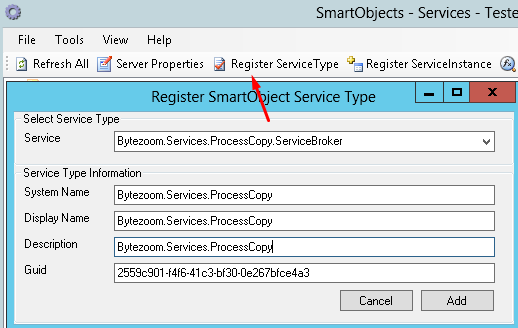 SmartObjects - Services - Teste
File Tools View Help
Refresh All Server Properties Register ServiceType Register ServiceInstance
Register SmartObject Service Type
Select Service Type
Service Bytezoom.Services.ProcessCopy.ServiceBroker
Service Type Information
System Name Bytezoom.Services.ProcessCopy
Display Name Bytezoom.Services.ProcessCopy
Description Bytezoom.Services.ProcessCopy
Guid 2559c901-f4f6-41c3-bf30-0e267bfce4a3
Cancel Add